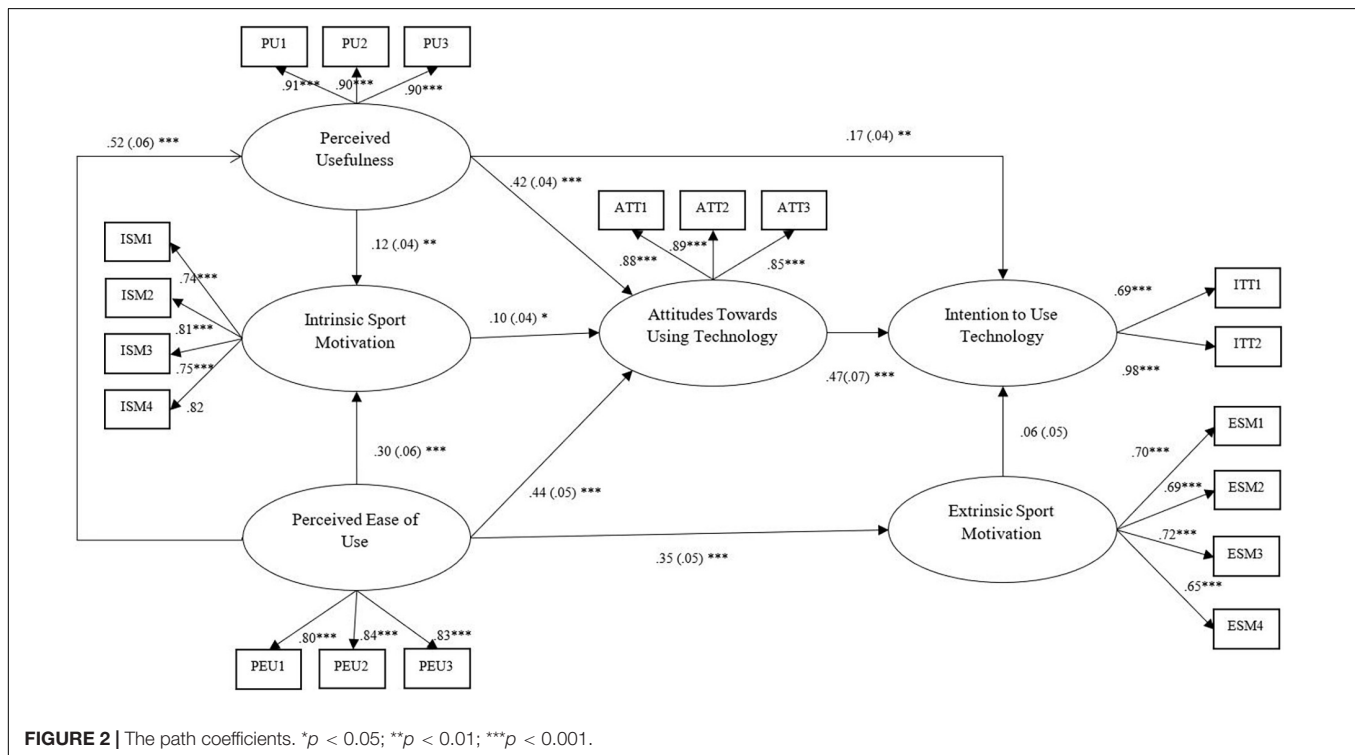 PU1
PU2
PU3
.91***
.90***
.90***
Perceived
Usefulness
.52 (.06) ***
.17 (.04) **
.42 (.04) ***
ATT1
ATT2
ATT3
.88***
.89***
.85***
.12 (.04) **
ISM1
ISM2
ISM3
ISM4
.74***
.81***
.75***
.82
Intrinsic Sport
Motivation
.10 (.04) *
Attitudes Towards
Using Technology
.47(.07) ***
Intention to Use
Technology
.69***
.98***
ITT1
ITT2
.30 (.06) ***
.44 (.05) ***
.06 (.05)
Perceived Ease of
Use
.35 (.05) ***
Extrinsic Sport
Motivation
.70***
.69***
.72***
.65***
ESM1
ESM2
ESM3
ESM4
.80***
.84***
.83***
PEU1
PEU2
PEU3
FIGURE 2 | The path coefficients. *p < 0.05; **p < 0.01; ***p < 0.001.